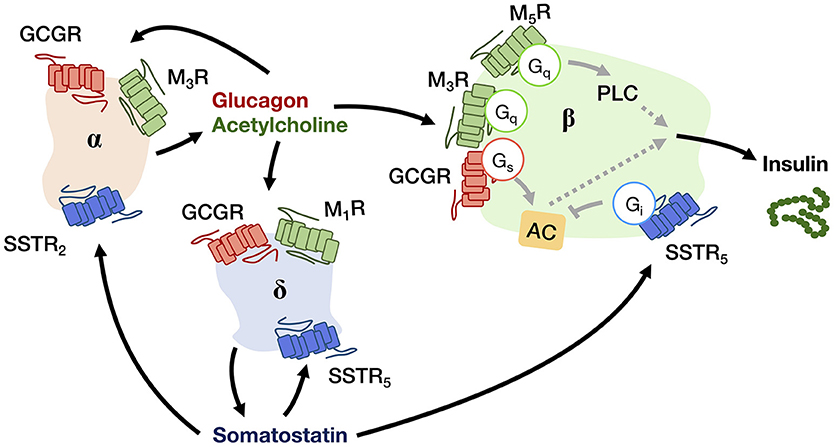 GCGR
M₃R
α
SSTR₂
Glucagon
Acetylcholine
M₅R
Gq
PLC
M₃R
Gq
β
GCGR
Gs
AC
Gᵢ
SSTR₅
Insulin
GCGR
M₁R
δ
SSTR₅
Somatostatin